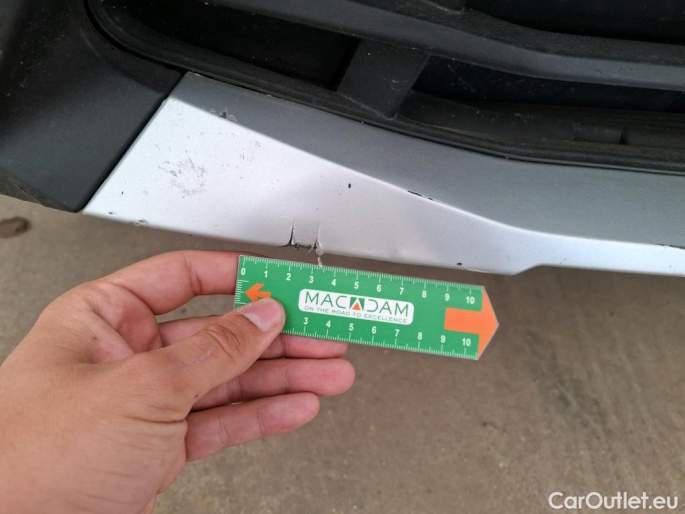 0 1 2 3 4 5 6 7 8 9 10
MACADAM
ON THE ROAD TO EXCELLENCE
3 4 5 6 7 8 9 10
CarOutlet.eu